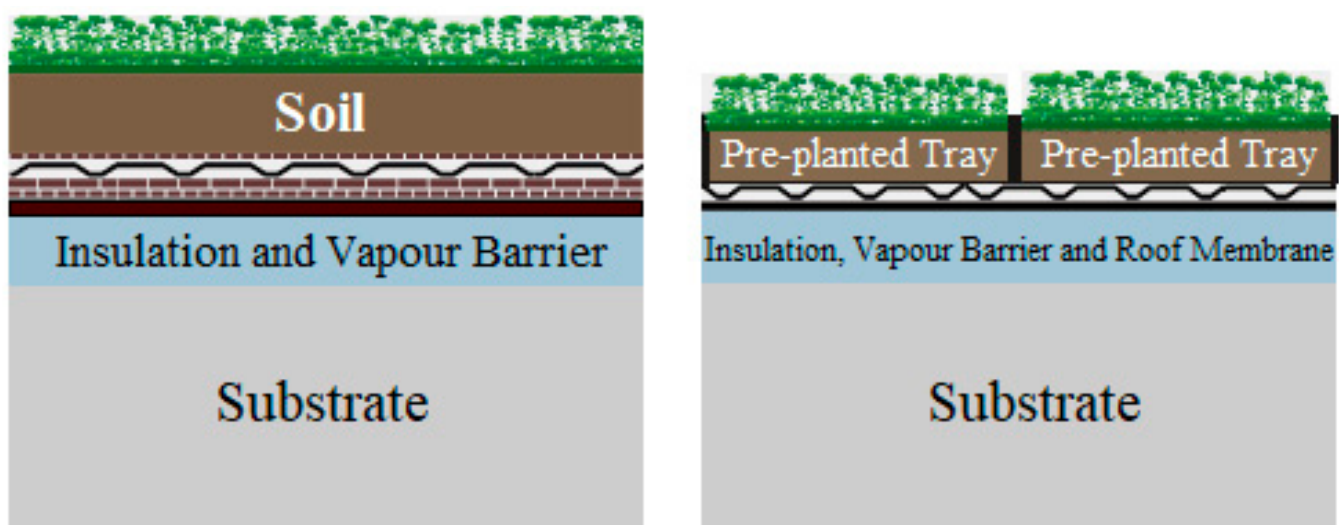 Soil
Insulation and Vapour Barrier
Substrate
Pre-planted Tray
Pre-planted Tray
Insulation, Vapour Barrier and Roof Membrane
Substrate